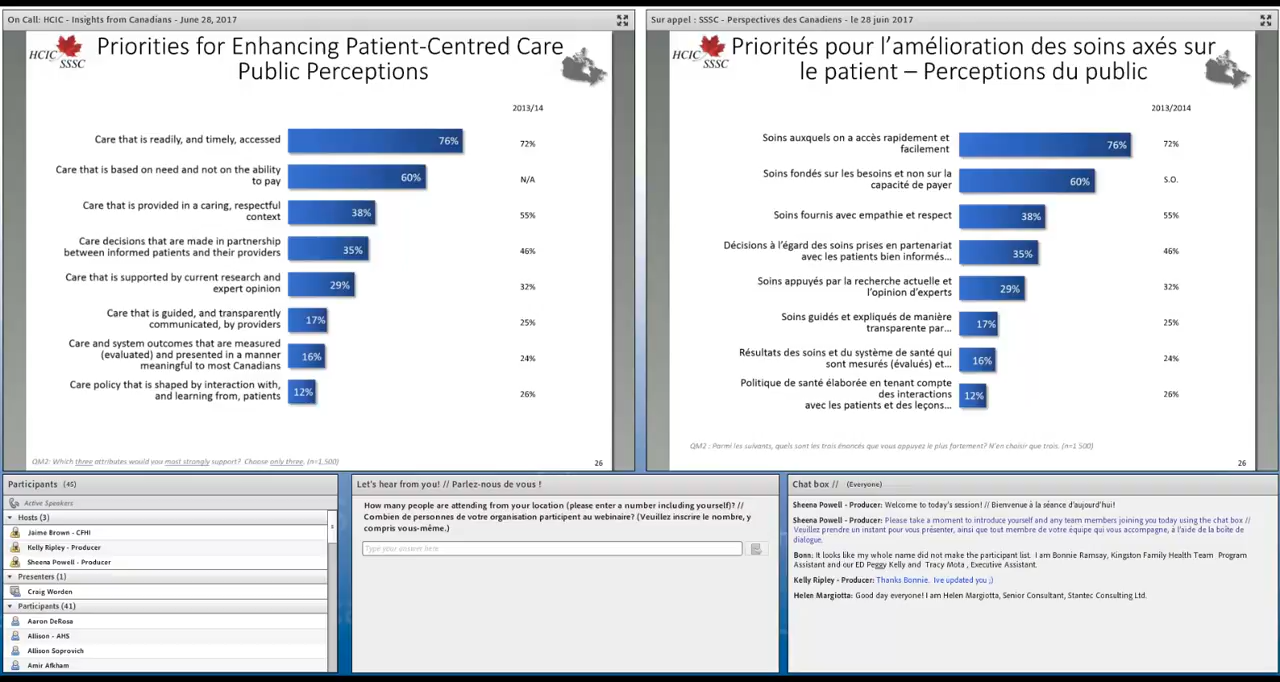 On Call: HCIC - Insights from Canadians - June 28, 2017
HCIC
SSSC
Priorities for Enhancing Patient-Centred Care
Public Perceptions
2013/14
Care that is readily, and timely, accessed
76%
72%
Care that is based on need and not on the ability
to pay
60%
N/A
Care that is provided in a caring, respectful
context
38%
55%
Care decisions that are made in partnership
between informed patients and their providers
35%
46%
Care that is supported by current research and
expert opinion
29%
32%
Care that is guided, and transparently
communicated, by providers
17%
25%
Care and system outcomes that are measured
(evaluated) and presented in a manner
meaningful to most Canadians
16%
24%
Care policy that is shaped by interaction with,
and learning from, patients
12%
26%
QM2: Which three attributes would you most strongly support? Choose only three. (n=1,500)
26
Sur appel : SSSC - Perspectives des Canadiens - le 28 juin 2017
HCIC
SSSC
Priorités pour l'amélioration des soins axés sur
le patient – Perceptions du public
2013/2014
Soins auxquels on a accès rapidement et
facilement
76%
72%
Soins fondés sur les besoins et non sur la
capacité de payer
60%
S.O.
Soins fournis avec empathie et respect
38%
55%
Décisions à l'égard des soins prises en partenariat
avec les patients bien informés...
35%
46%
Soins appuyés par la recherche actuelle et
l'opinion d'experts
29%
32%
Soins guidés et expliqués de manière
transparente par...
17%
25%
Résultats des soins et du système de santé qui
sont mesurés (évalués) et...
16%
24%
Politique de santé élaborée en tenant compte
des interactions
avec les patients et des leçons...
12%
26%
QM2 : Parmi les suivants, quels sont les trois énoncés que vous appuyez le plus fortement? N'en choisir que trois. (n=1 500)
26
Participants (45)
Active Speakers
Hosts (3)
Jaime Brown - CFHI
Kelly Ripley - Producer
Sheena Powell - Producer
Presenters (1)
Craig Worden
Participants (41)
Aaron DeRosa
Allison - AHS
Allison Soprovich
Amir Afkham
Let's hear from you! // Parlez-nous de vous !
How many people are attending from your location (please enter a number including yourself)? //
Combien de personnes de votre organisation participent au webinaire? (Veuillez inscrire le nombre, y
compris vous-même.)
Type your answer here
Chat box // (Everyone)
Sheena Powell - Producer: Welcome to today's session! // Bienvenue à la séance d'aujourd'hui!
Sheena Powell - Producer: Please take a moment to introduce yourself and any team members joining you today using the chat box //
Veuillez prendre un instant pour vous présenter, ainsi que tout membre de votre équipe qui vous accompagne, à l'aide de la boîte de
dialogue.
Bonn: It looks like my whole name did not make the participant list. I am Bonnie Ramsay, Kingston Family Health Team Program
Assistant and our ED Peggy Kelly and Tracy Mota , Executive Assistant.
Kelly Ripley - Producer: Thanks Bonnie. Ive updated you ;)
Helen Margiotta: Good day everyone! I am Helen Margiotta, Senior Consultant, Stantec Consulting Ltd.